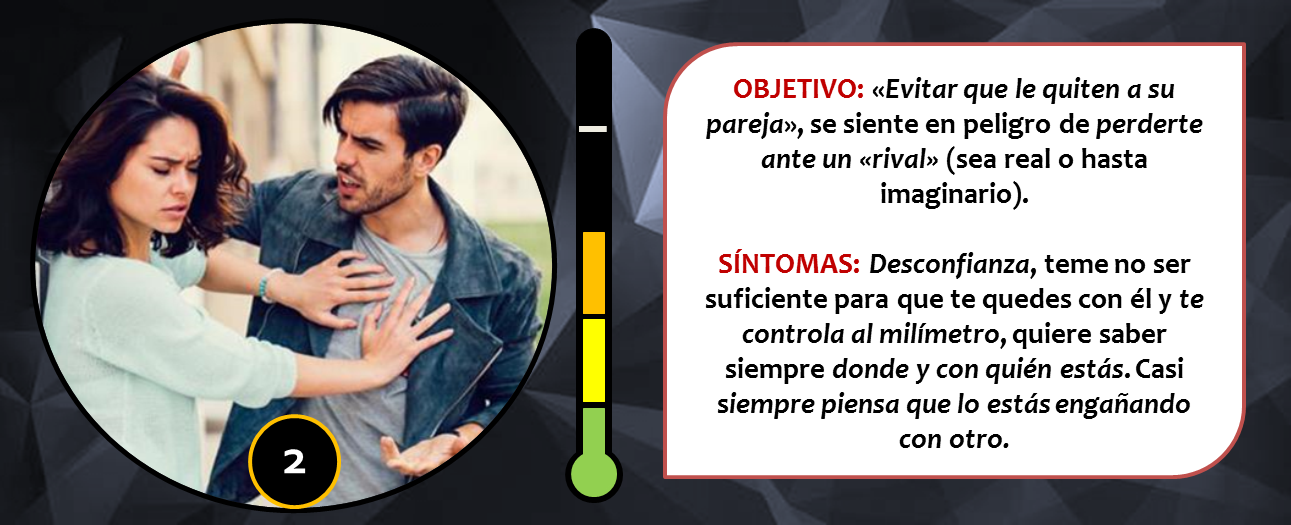 OBJETIVO: «Evitar que le quiten a su
pareja», se siente en peligro de perderte
ante un «rival» (sea real o hasta
imaginario).
SÍNTOMAS: Desconfianza, teme no ser
suficiente para que te quedes con él y te
controla al milímetro, quiere saber
siempre donde y con quién estás. Casi
siempre piensa que lo estás engañando
con otro.
2